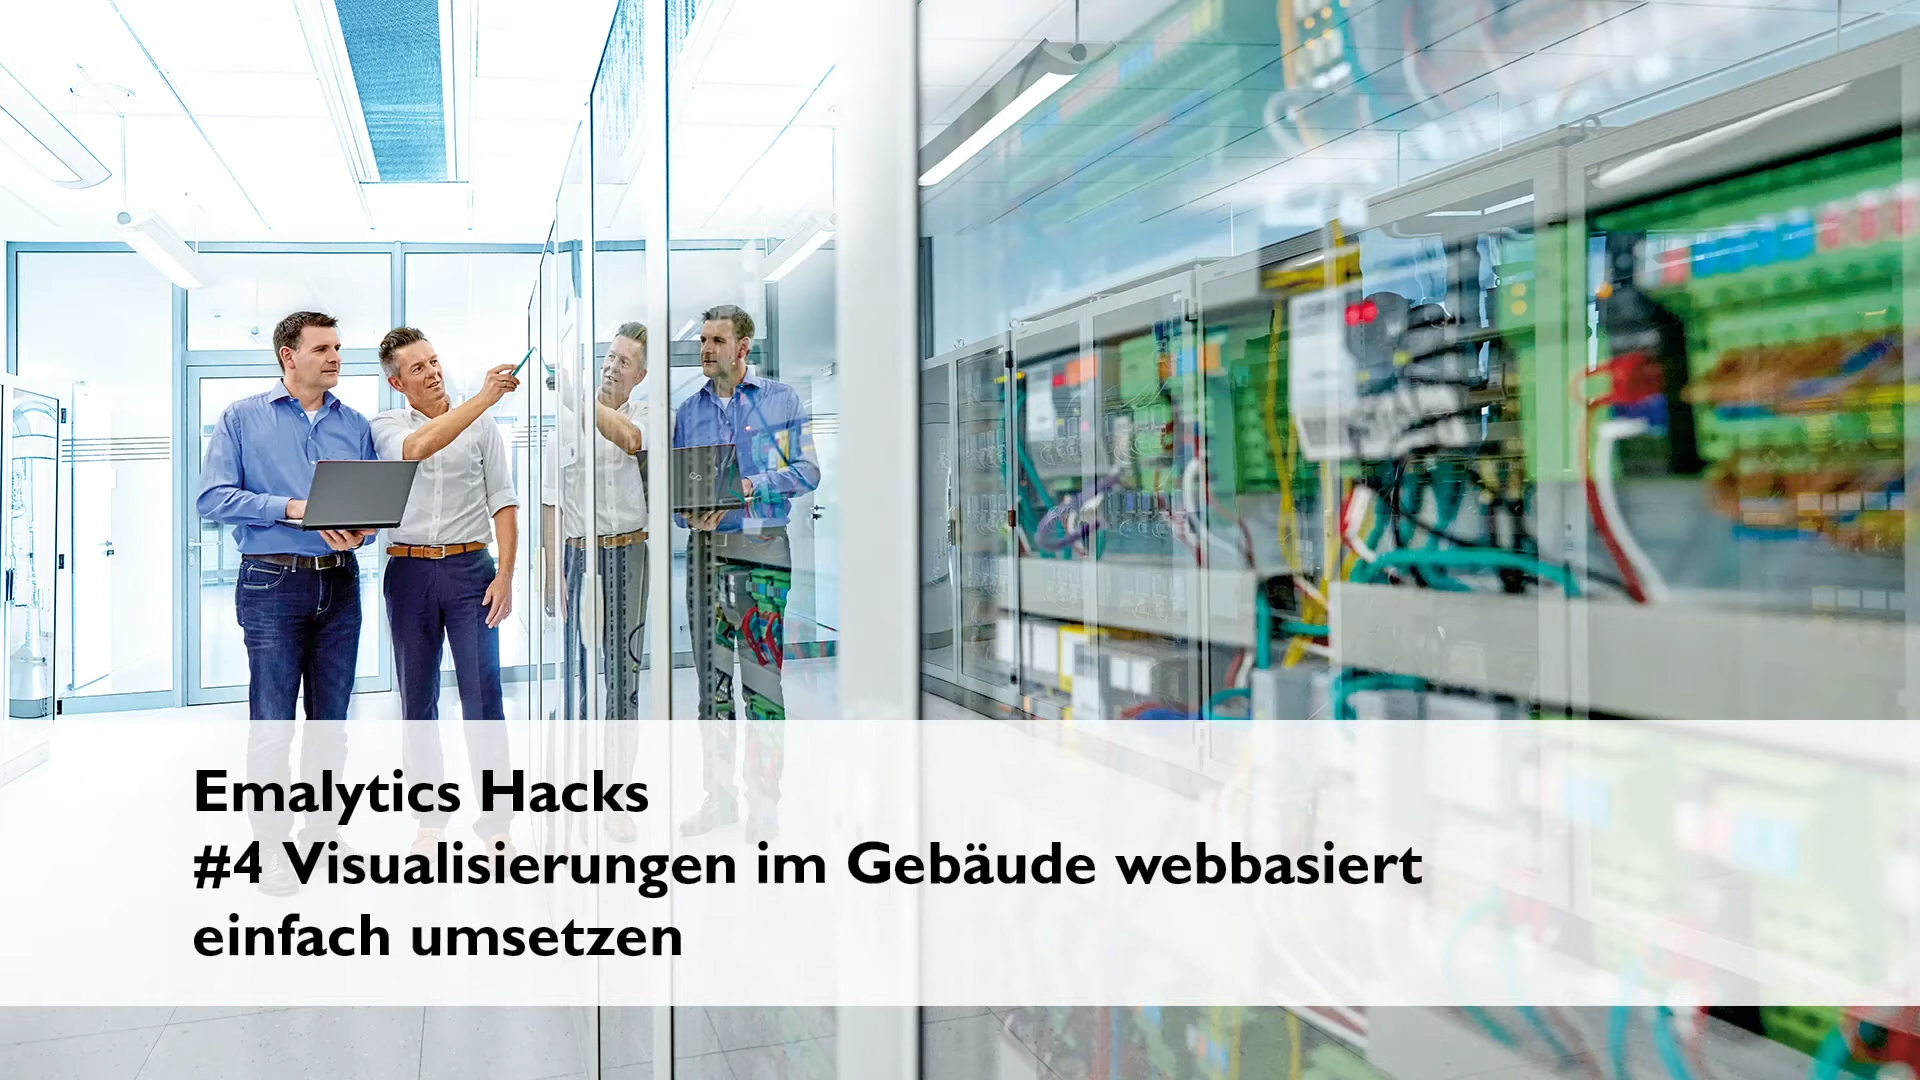 Emalytics Hacks
#4 Visualisierungen im Gebäude webbasiert
einfach umsetzen